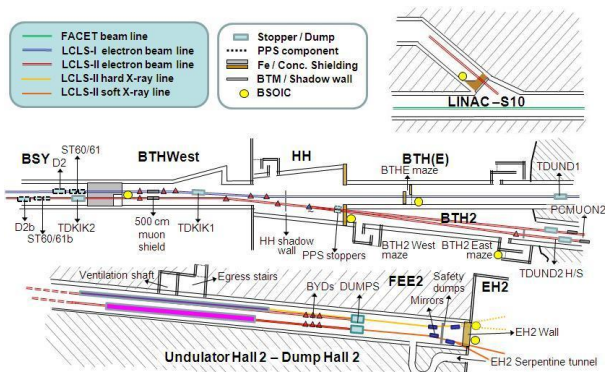 FACET beam line
LCLS-I electron beam line
LCLS-II electron beam line
LCLS-II hard X-ray line
LCLS-II soft X-ray line
Stopper / Dump
PPS component
Fe / Conc. Shielding
BTM / Shadow wall
BSOIC
LINAC –S10
BSY
ST60/61
D2
BTHWest
HH
BTH(E)
BTHE maze
TDUND1
PCMUON2
D2b
ST60/61b
TDKIK2
500 cm
muon
shield
TDKIK1
HH shadow
wall
PPS stoppers
BTH2 West
maze
BTH2
BTH2 East
maze
TDUND2 H/S
Ventilation shaft
Egress stairs
BYDs
DUMPS
FEE2
Mirrors
Safety
dumps
EH2
EH2 Wall
EH2 Serpentine tunnel
Undulator Hall 2 – Dump Hall 2